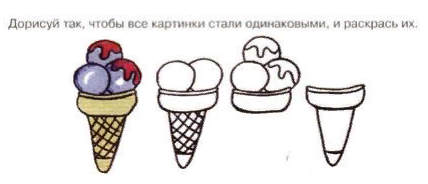 Дорисуй так, чтобы все картинки стали одинаковыми, и раскрась их.